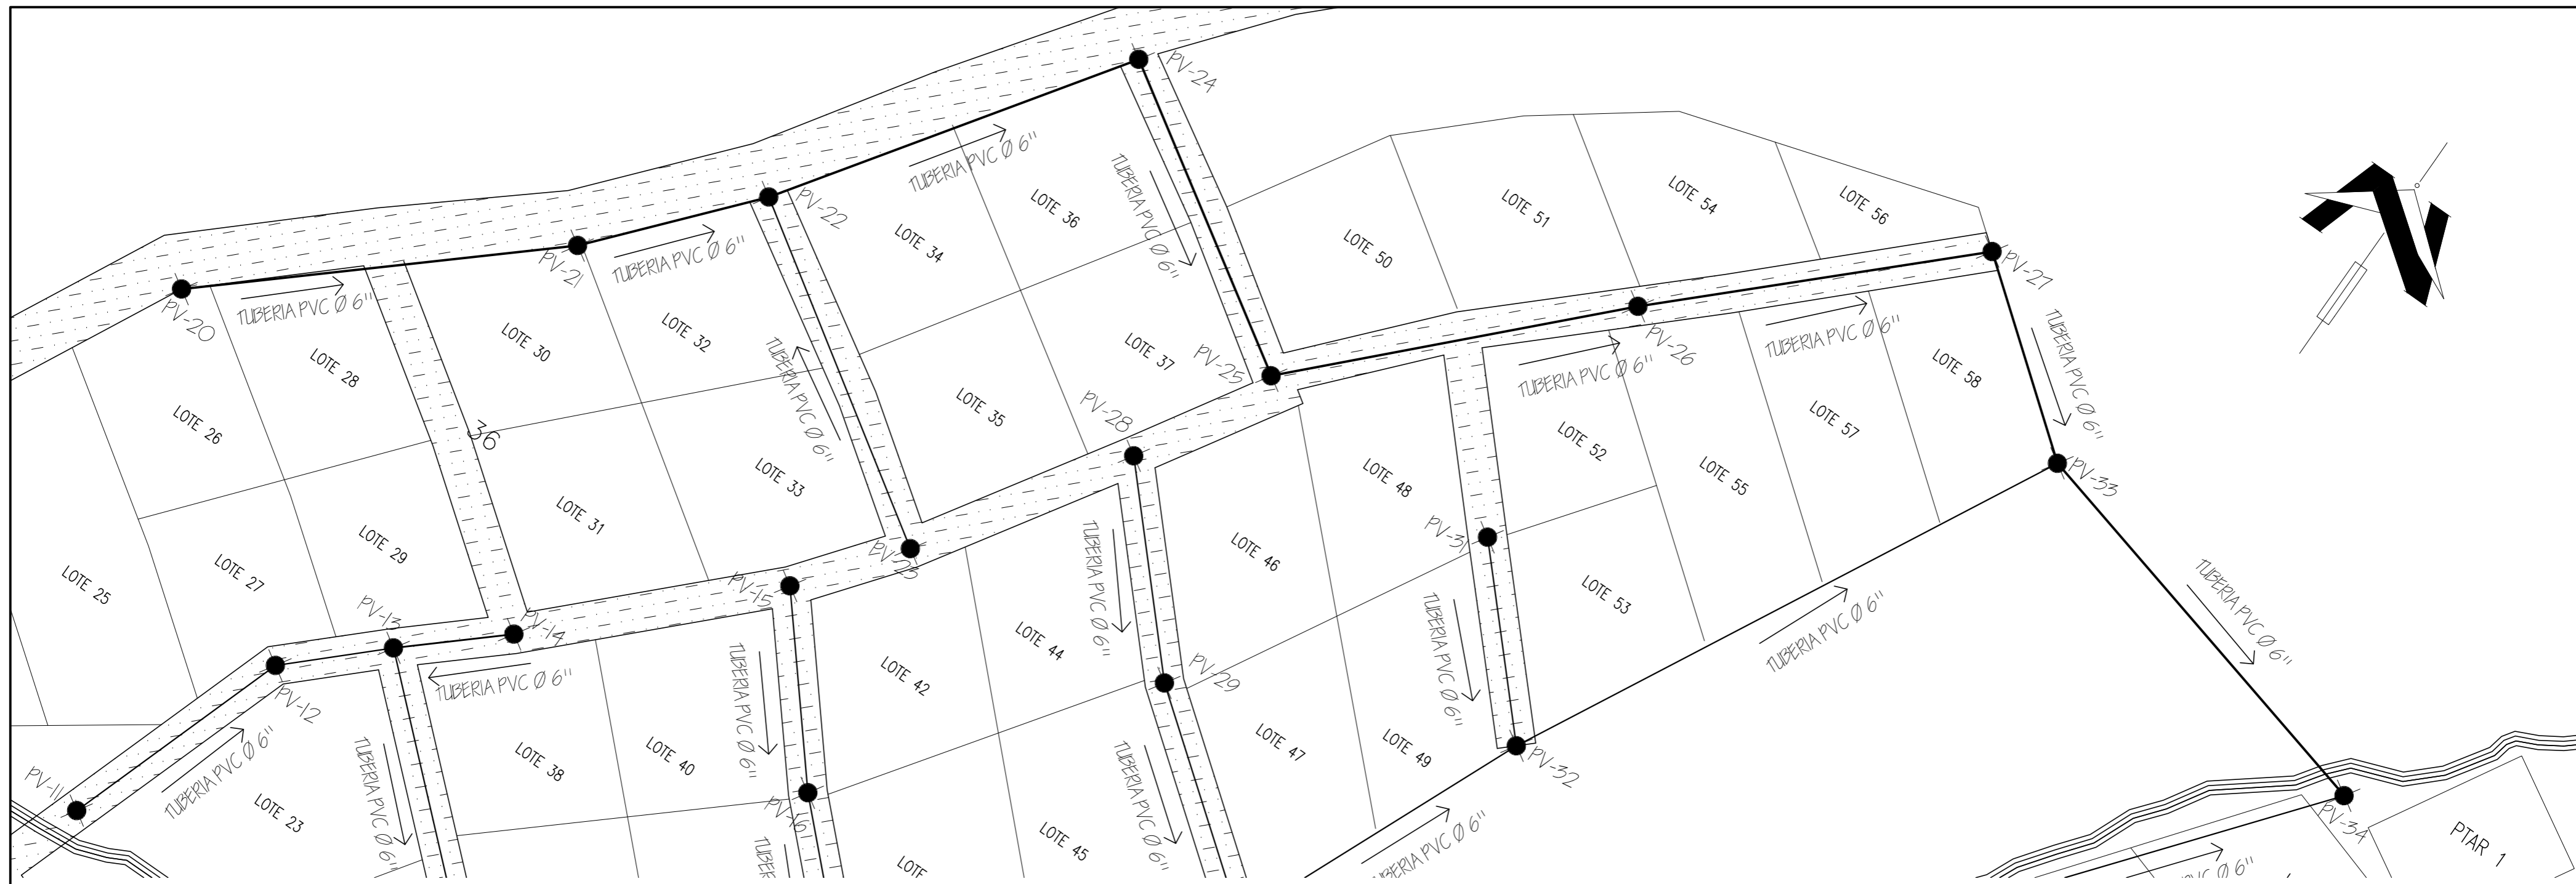 PV-24
TUBERIA PVC Ø 6"
LOTE 36
LOTE 34
TUBERIA PVC Ø 6"
PV-22
LOTE 51
LOTE 54
LOTE 56
LOTE 50
PV-21
TUBERIA PVC Ø 6"
PV-27
PV-20
TUBERIA PVC Ø 6"
LOTE 28
LOTE 30
LOTE 32
TUBERIA PVC Ø 6"
LOTE 37
PV-25
TUBERIA PVC Ø 6"
PV-26
TUBERIA PVC Ø 6"
LOTE 58
TUBERIA PVC Ø 6"
LOTE 26
36
LOTE 35
PV-28
LOTE 52
LOTE 57
LOTE 33
LOTE 48
LOTE 55
PV-33
LOTE 31
LOTE 29
PV-23
LOTE 46
PV-31
LOTE 25
LOTE 27
PV-15
TUBERIA PVC Ø 6"
LOTE 53
TUBERIA PVC Ø 6"
PV-13
PV-14
LOTE 44
TUBERIA PVC Ø 6"
TUBERIA PVC Ø 6"
PV-12
TUBERIA PVC Ø 6"
TUBERIA PVC Ø 6"
LOTE 42
PV-29
LOTE 38
LOTE 40
LOTE 47
LOTE 49
PV-32
PV-11
TUBERIA PVC Ø 6"
LOTE 23
TUBERIA PVC Ø 6"
PV-16
TUBERIA PVC Ø 6"
PV-34
PTAR 1
LOTE 45
TUBER
LOTE
UBERIA PVC Ø 6"
PVC Ø 6"